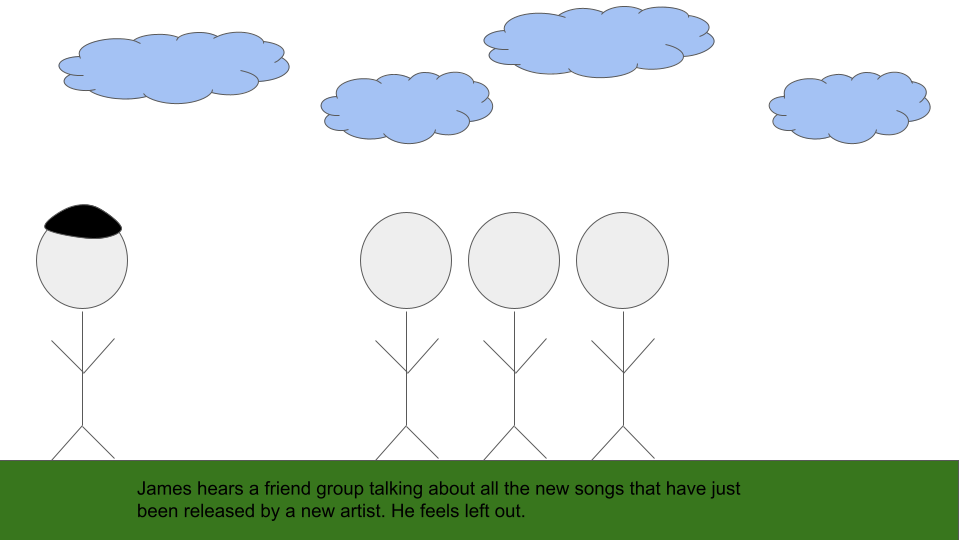 James hears a friend group talking about all the new songs that have just
been released by a new artist. He feels left out.